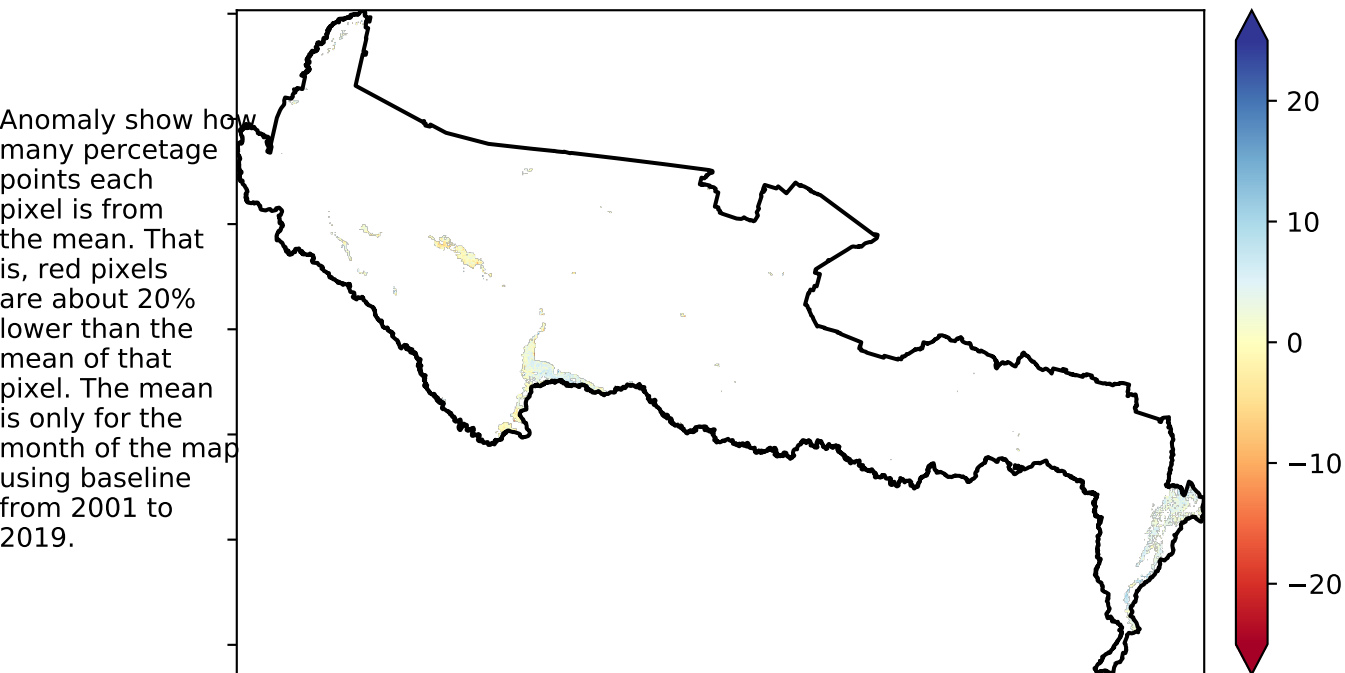 Anomaly show how
many percetage
points each
pixel is from
the mean. That
is, red pixels
are about 20%
lower than the
mean of that
pixel. The mean
is only for the
month of the map
using baseline
from 2001 to
2019.
20
10
0
−10
−20